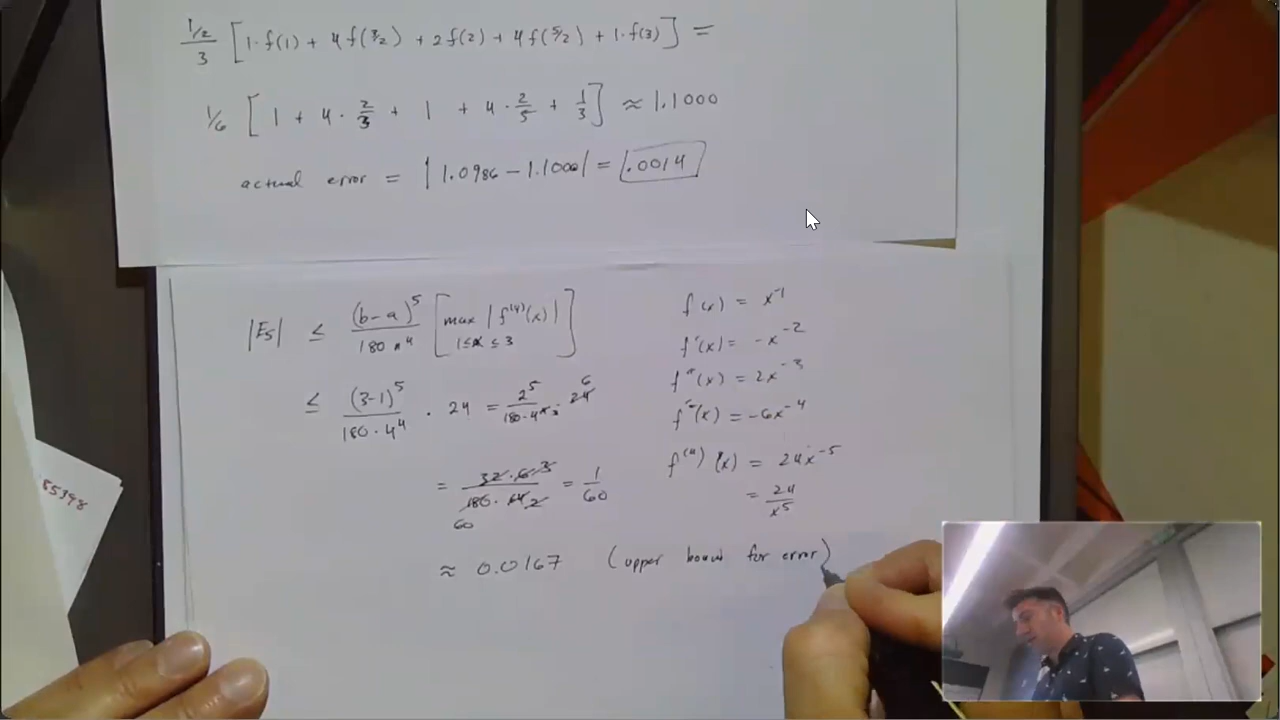 1/2 / 3 [1·f(1) + 4f(3/2) + 2f(2) + 4f(5/2) + 1·f(3)] =
1/6 [1 + 4·2/3 + 1 + 4·2/5 + 1/3] ≈ 1.1000
actual error = |1.0986 − 1.1000| = .0014
|Es| ≤ (b−a)^5 / 180 n^4 [max |f^(4)(x)|]
1≤x≤3
≤ (3−1)^5 / 180·4^4 · 24 = 2^5 / 180·4^4 · 24 6
= 32·6·3 / 180·64·2 = 1/60
60
≈ 0.0167 (upper bound for error)
f(x) = x^-1
f'(x) = −x^-2
f''(x) = 2x^-3
f'''(x) = −6x^-4
f^(4)(x) = 24x^-5
= 24/x^5
85398